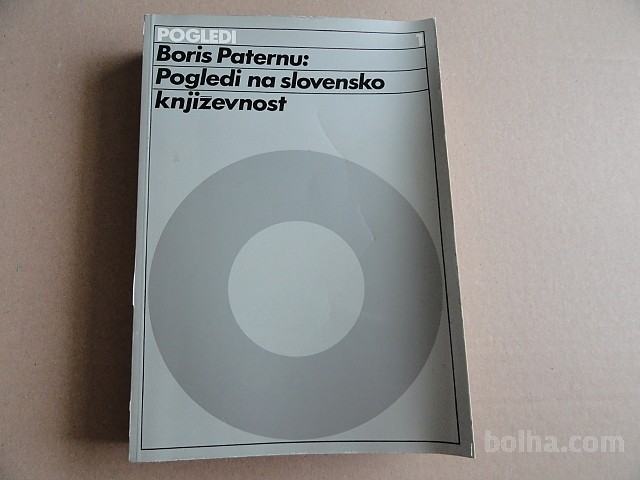 POGLEDI
1
Boris Paternu:
Pogledi na slovensko
književnost
bolha.com